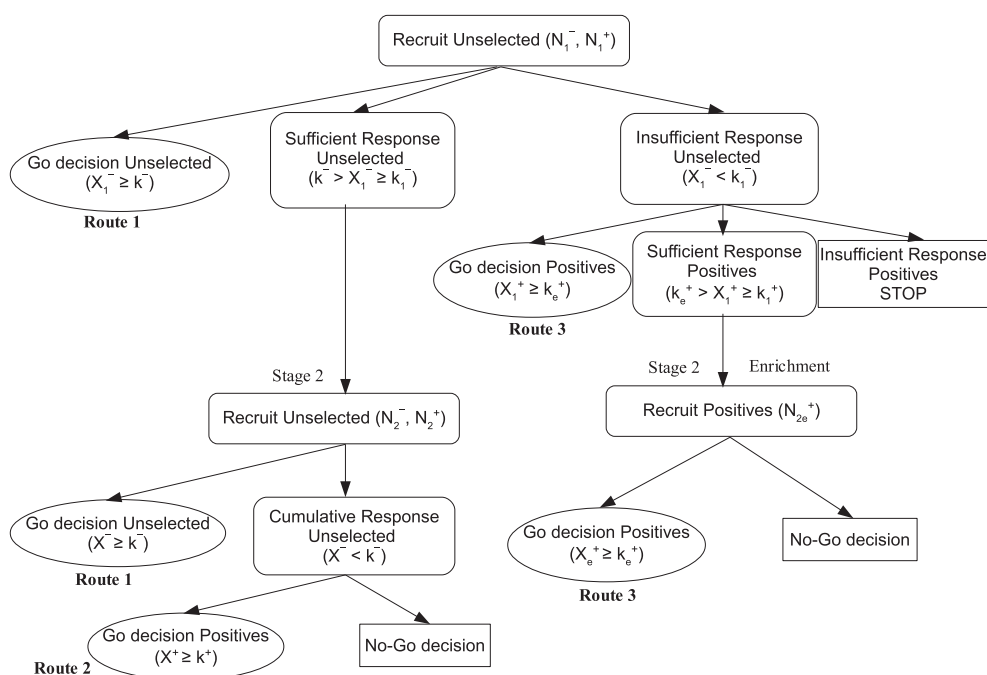 Recruit Unselected (N₁⁻, N₁⁺)
Go decision Unselected
(X₁⁻ ≥ k⁻)
Route 1
Sufficient Response
Unselected
(k⁻ > X₁⁻ ≥ k₁⁻)
Insufficient Response
Unselected
(X₁⁻ < k₁⁻)
Go decision Positives
(X₁⁺ ≥ kₑ⁺)
Route 3
Sufficient Response
Positives
(kₑ⁺ > X₁⁺ ≥ k₁⁺)
Insufficient Response
Positives
STOP
Stage 2
Stage 2
Enrichment
Recruit Unselected (N₂⁻, N₂⁺)
Recruit Positives (N₂ₑ⁺)
Go decision Unselected
(X⁻ ≥ k⁻)
Route 1
Cumulative Response
Unselected
(X⁻ < k⁻)
Go decision Positives
(Xₑ⁺ ≥ kₑ⁺)
Route 3
No-Go decision
Go decision Positives
(X⁺ ≥ k⁺)
Route 2
No-Go decision